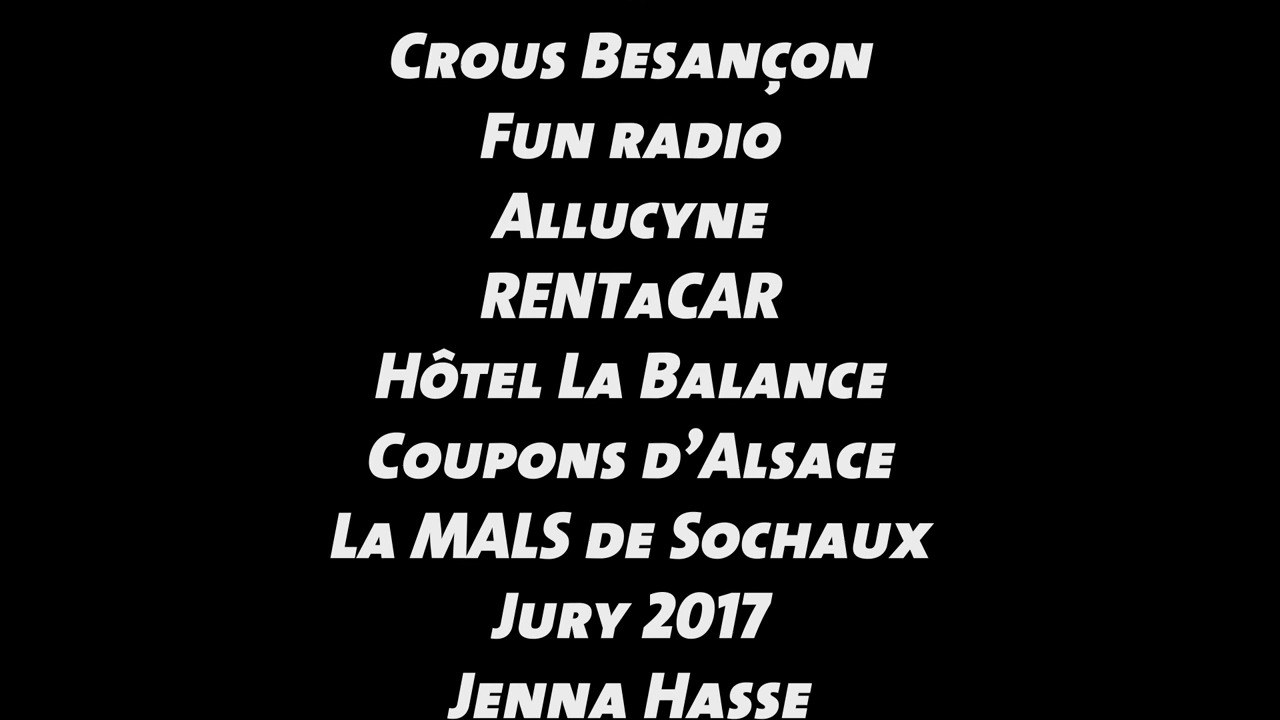 Crous Besançon
Fun radio
Allucyne
RENTaCAR
Hôtel La Balance
Coupons d’Alsace
La MALS de Sochaux
Jury 2017
Jenna Hasse